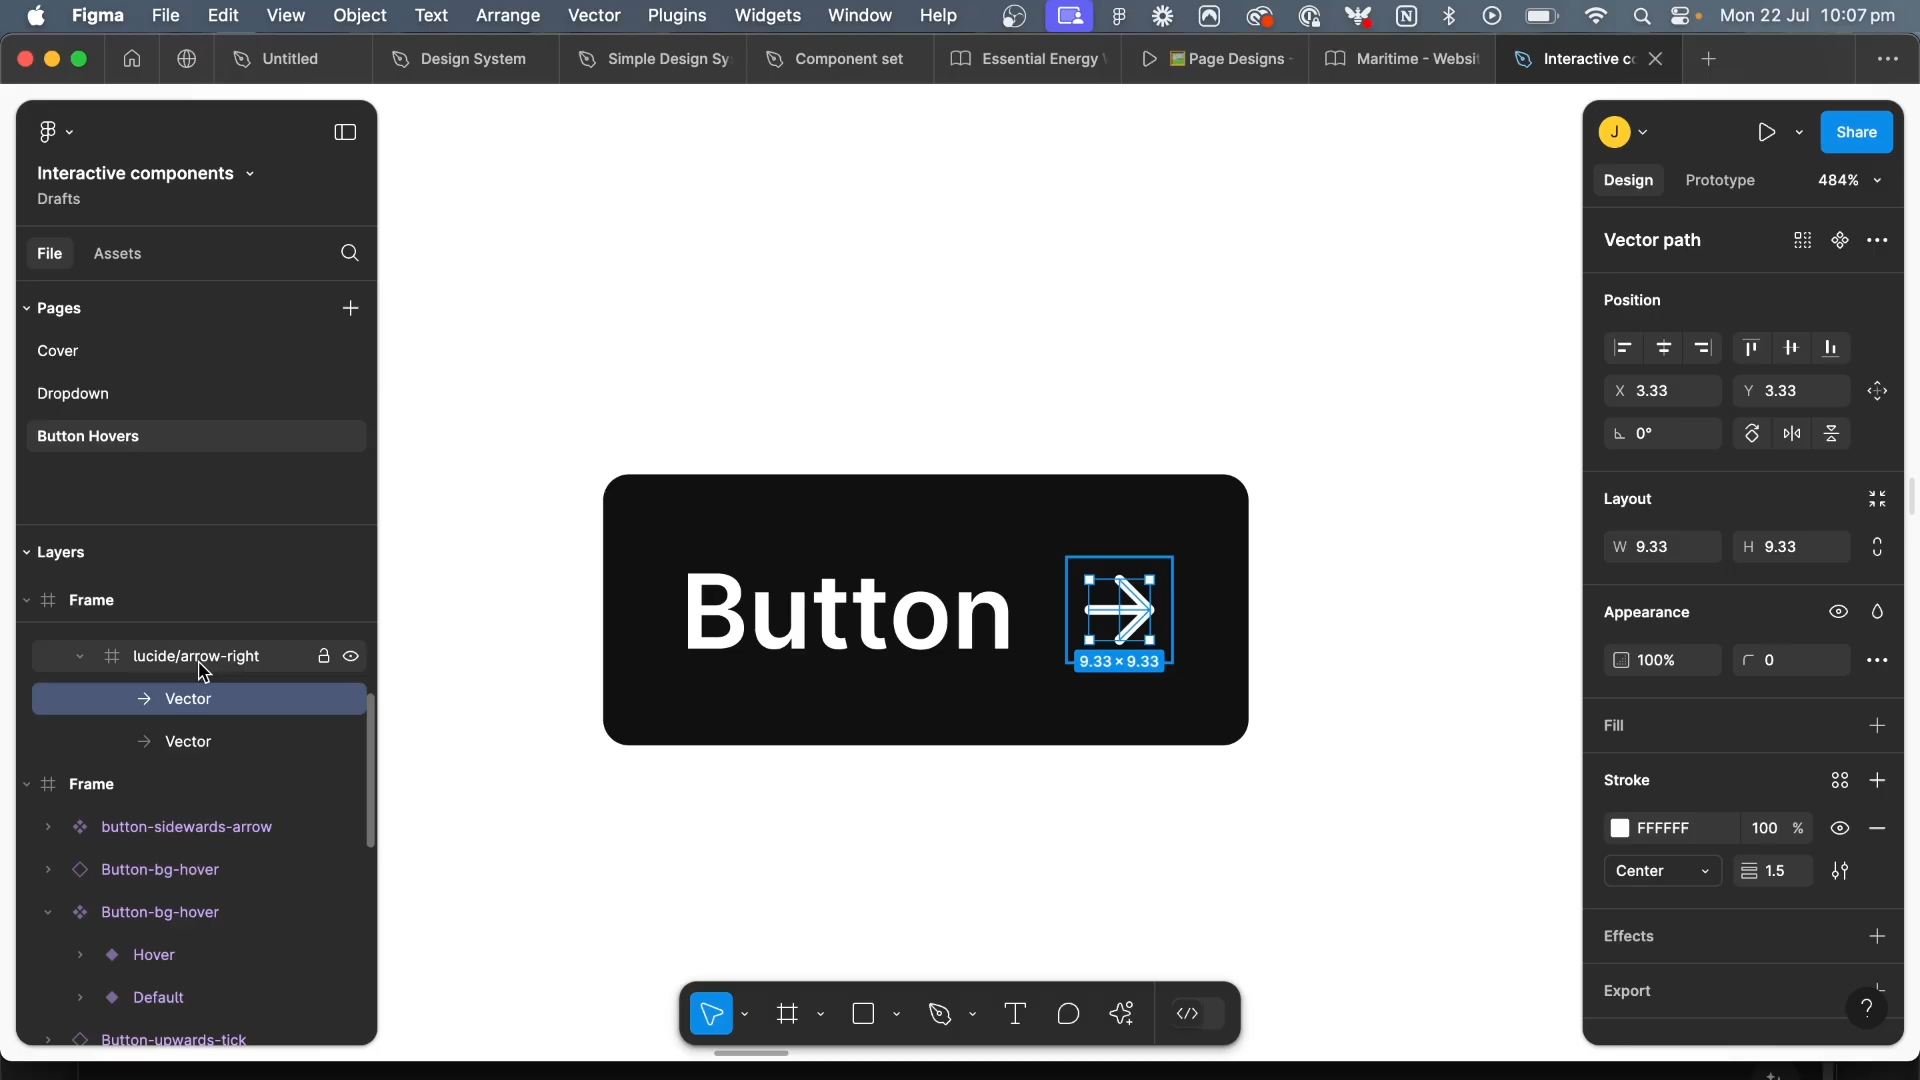 Figma File Edit View Object Text Arrange Vector Plugins Widgets Window Help Mon 22 Jul 10:07 pm
Untitled Design System Simple Design Sy Component set Essential Energy Page Designs - Maritime - Websi Interactive c
Interactive components
Drafts
File Assets
Pages
Cover
Dropdown
Button Hovers
Layers
Frame
lucide/arrow-right
Vector
Vector
Frame
button-sidewards-arrow
Button-bg-hover
Button-bg-hover
Hover
Default
Button-upwards-tick
Button
9.33 × 9.33
J Share
Design Prototype 484%
Vector path
Position
X 3.33 Y 3.33
0°
Layout
W 9.33 H 9.33
Appearance
100% 0
Fill
Stroke
FFFFFF 100 %
Center 1.5
Effects
Export
?